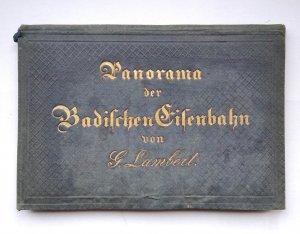 Panorama
der
Badischen Eisenbahn
von
G. Lambert.